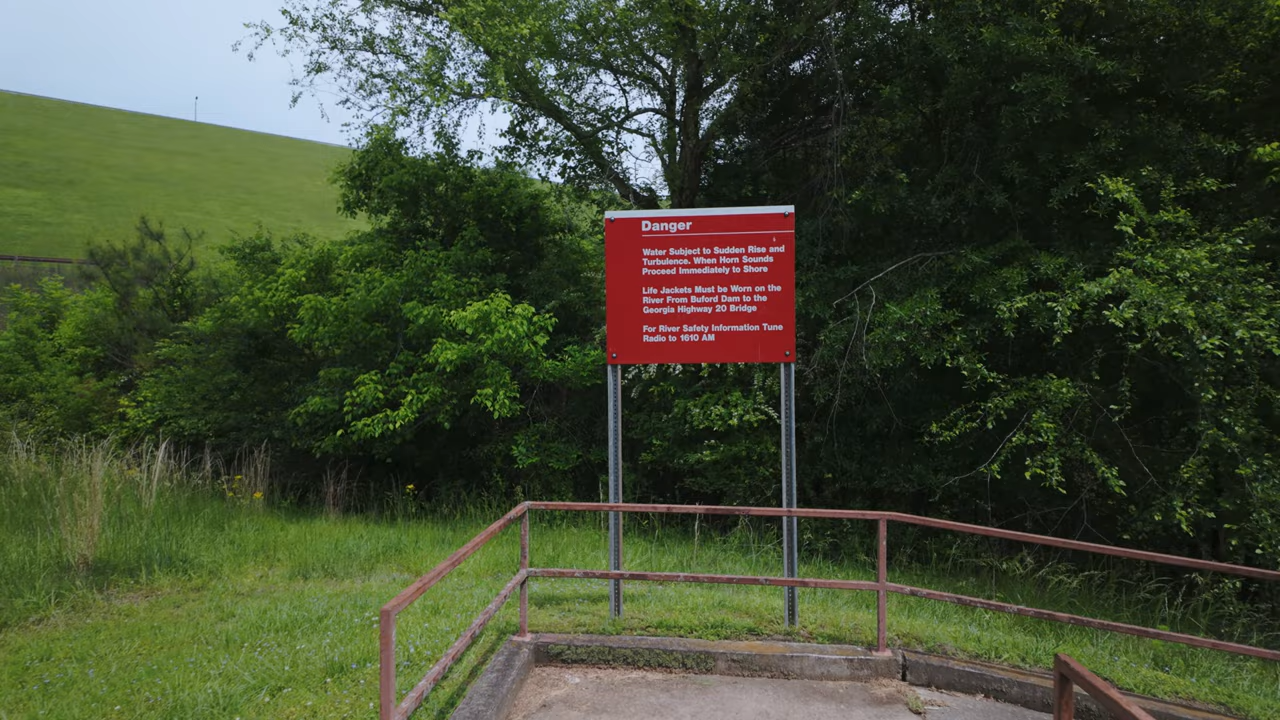 Danger
Water Subject to Sudden Rise and
Turbulence. When Horn Sounds
Proceed Immediately to Shore
Life Jackets Must be Worn on the
River From Buford Dam to the
Georgia Highway 20 Bridge
For River Safety Information Tune
Radio to 1610 AM